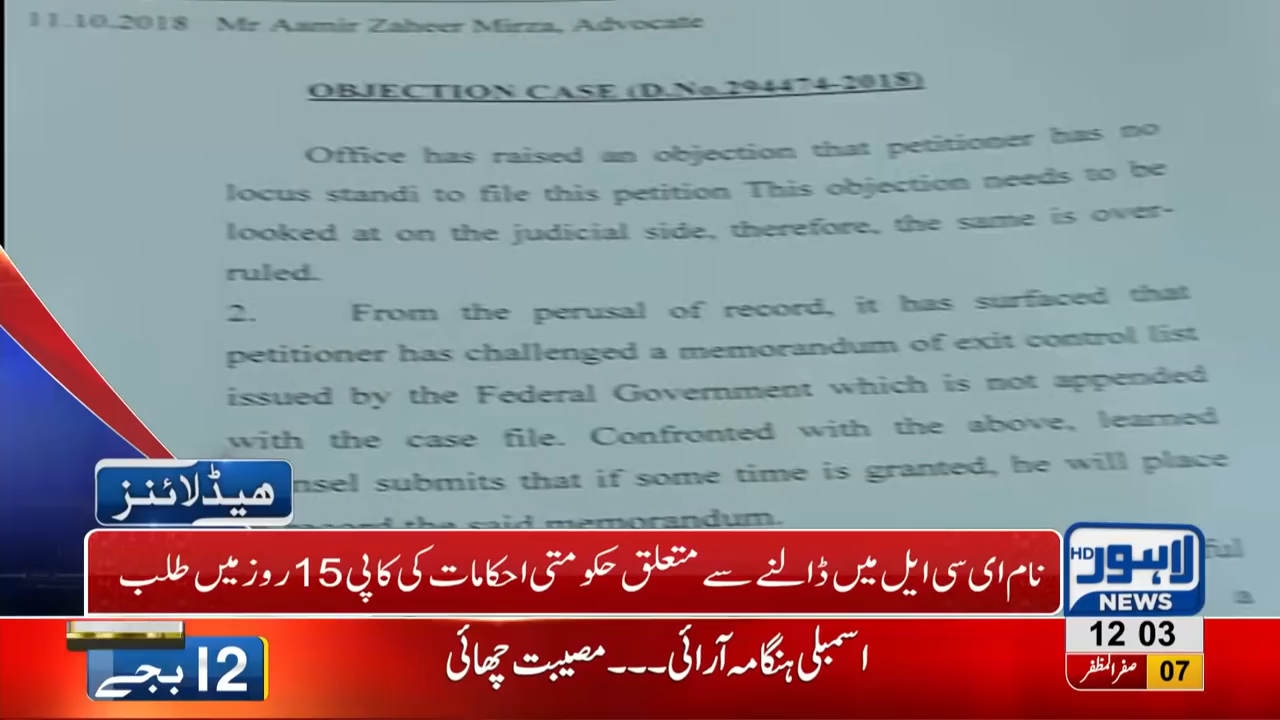 11.10.2018 Mr Aamir Zaheer Mirza, Advocate
OBJECTION CASE (D.No.294474-2018)
Office has raised an objection that petitioner has no
locus standi to file this petition This objection needs to be
looked at on the judicial side, therefore, the same is over-
ruled.
2. From the perusal of record, it has surfaced that
petitioner has challenged a memorandum of exit control list
issued by the Federal Government which is not appended
with the case file. Confronted with the above, learned
nsel submits that if some time is granted, he will place
record the said memorandum.
ھیڈلائنز
نام ای سی ایل میں ڈالنے سے متعلق حکومتی احکامات کی کاپی 15 روز میں طلب
لاہور HD
NEWS
12 03
07 صفر المظفر
اسمبلی ہنگامہ آرائی۔۔۔ مصیبت چھائی
12 بجے